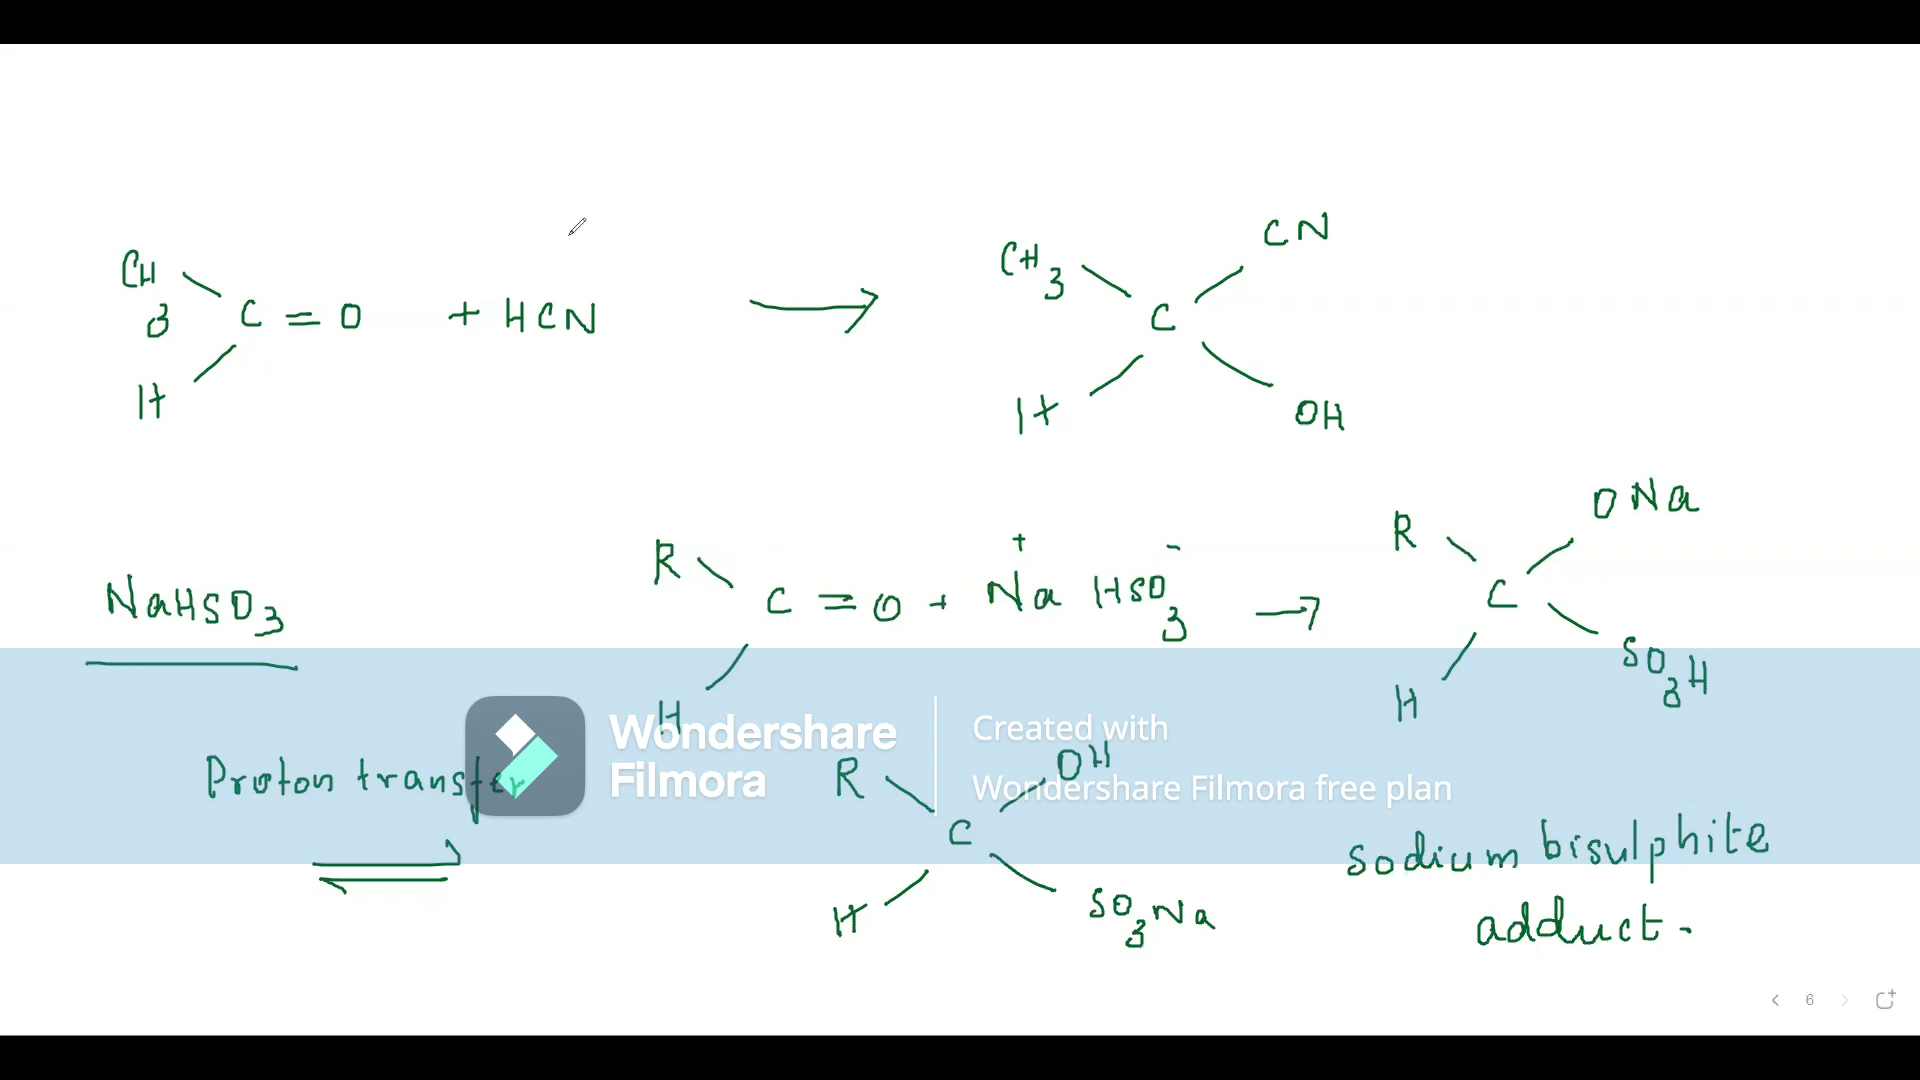 CH3 C = O + HCN → CH3 C CN
H H OH
NaHSO3 R C = O + Na+ HSO3- → R C ONa
H H SO3H
Wondershare Filmora
Created with
Wondershare Filmora free plan
Proton transfer R C OH
⇌ H SO3Na
sodium bisulphite
adduct.
6